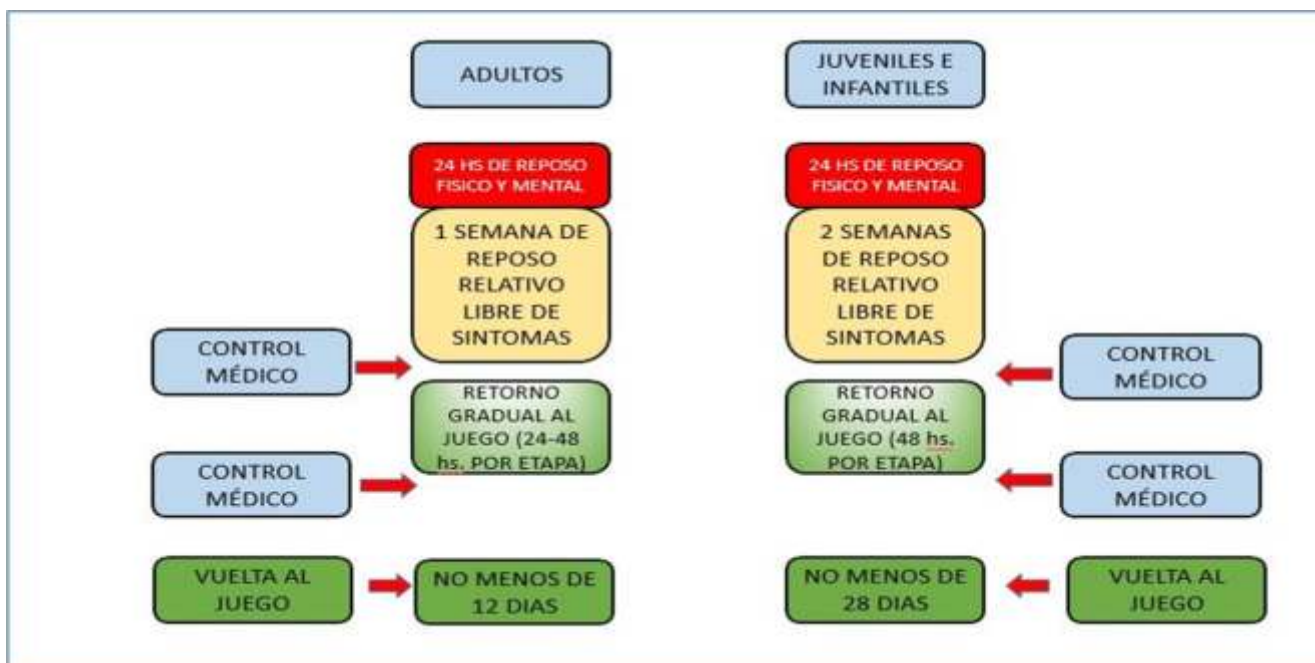 ADULTOS
JUVENILES E
INFANTILES
24 HS DE REPOSO
FISICO Y MENTAL
24 HS DE REPOSO
FISICO Y MENTAL
1 SEMANA DE
REPOSO
RELATIVO
LIBRE DE
SINTOMAS
2 SEMANAS
DE REPOSO
RELATIVO
LIBRE DE
SINTOMAS
CONTROL
MÉDICO
CONTROL
MÉDICO
RETORNO
GRADUAL AL
JUEGO (24-48
hs. POR ETAPA)
RETORNO
GRADUAL AL
JUEGO (48 hs.
POR ETAPA)
CONTROL
MÉDICO
CONTROL
MÉDICO
VUELTA AL
JUEGO
NO MENOS DE
12 DIAS
NO MENOS DE
28 DIAS
VUELTA AL
JUEGO